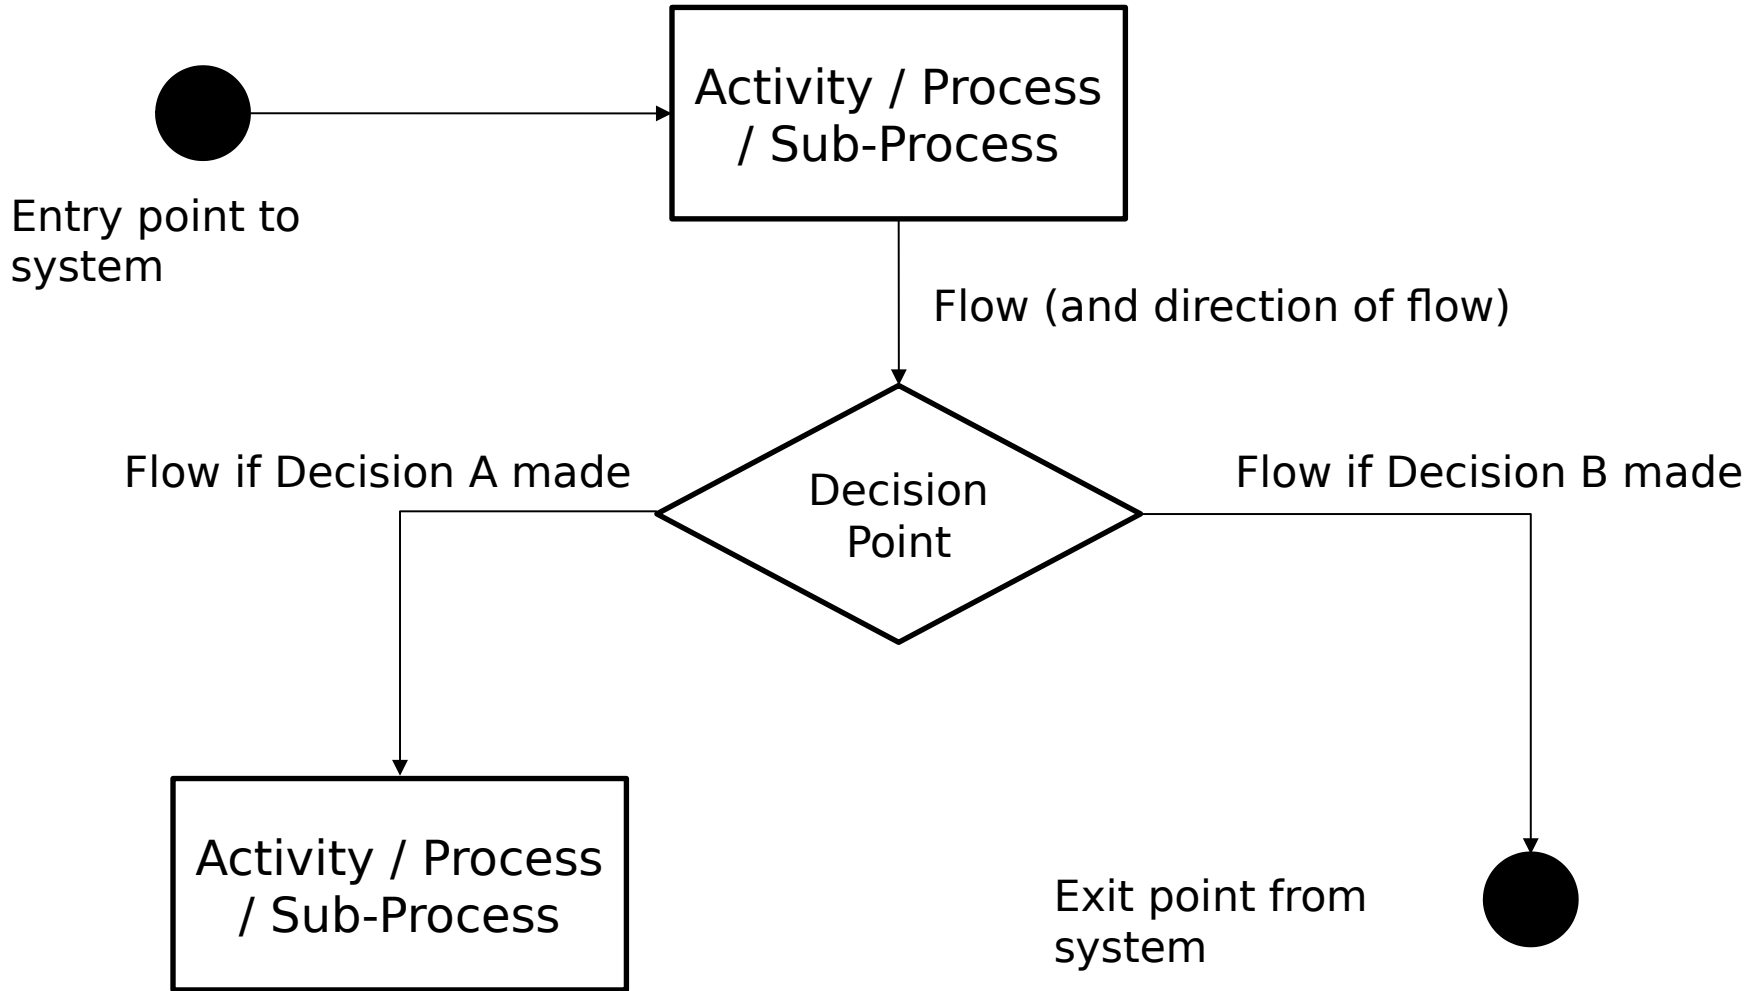 Activity / Process
/ Sub-Process
Entry point to
system
Flow (and direction of flow)
Flow if Decision A made
Flow if Decision B made
Decision
Point
Activity / Process
/ Sub-Process
Exit point from
system